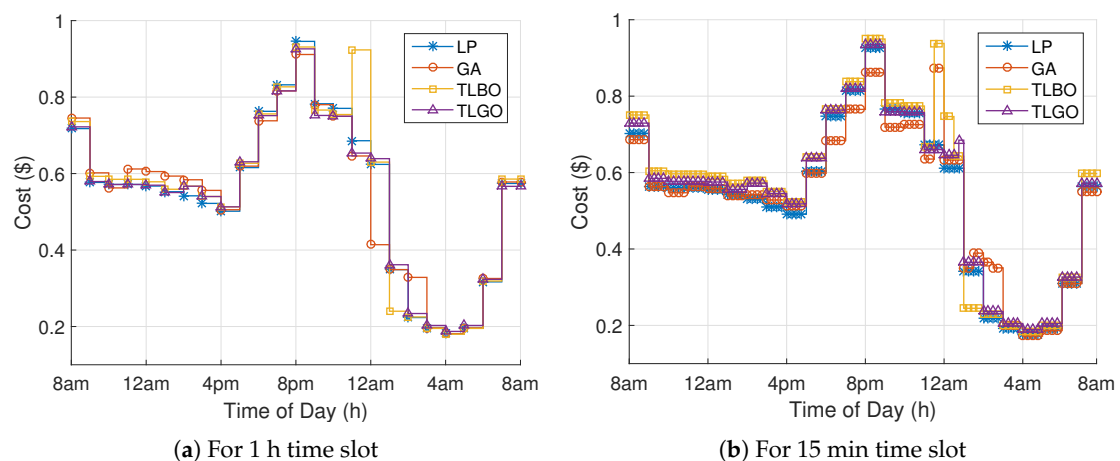 1
0.8
0.6
0.4
0.2
Cost ($)
8am 12am 4pm 8pm 12am 4am 8am
Time of Day (h)
LP
GA
TLBO
TLGO
(a) For 1 h time slot
1
0.8
0.6
0.4
0.2
Cost ($)
8am 12am 4pm 8pm 12am 4am 8am
Time of Day (h)
LP
GA
TLBO
TLGO
(b) For 15 min time slot